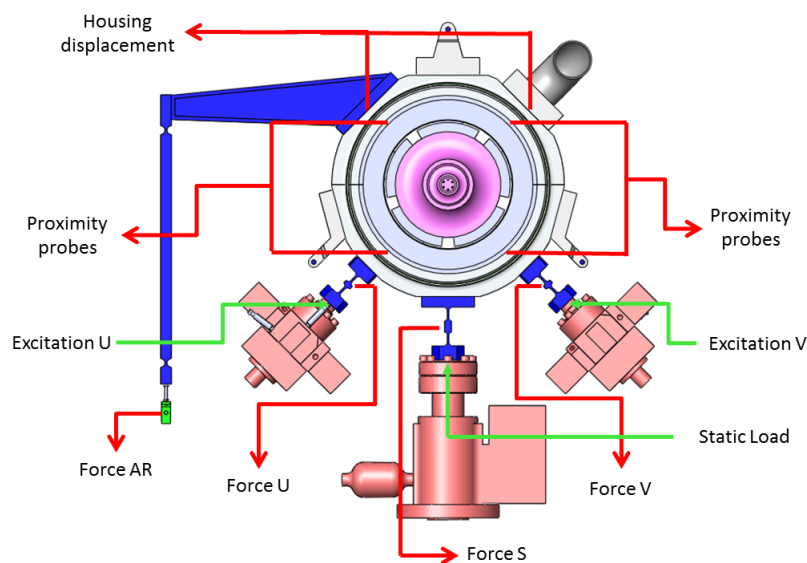 Housing
displacement
Proximity
probes
Proximity
probes
Excitation U
Excitation V
Static Load
Force AR
Force U
Force V
Force S